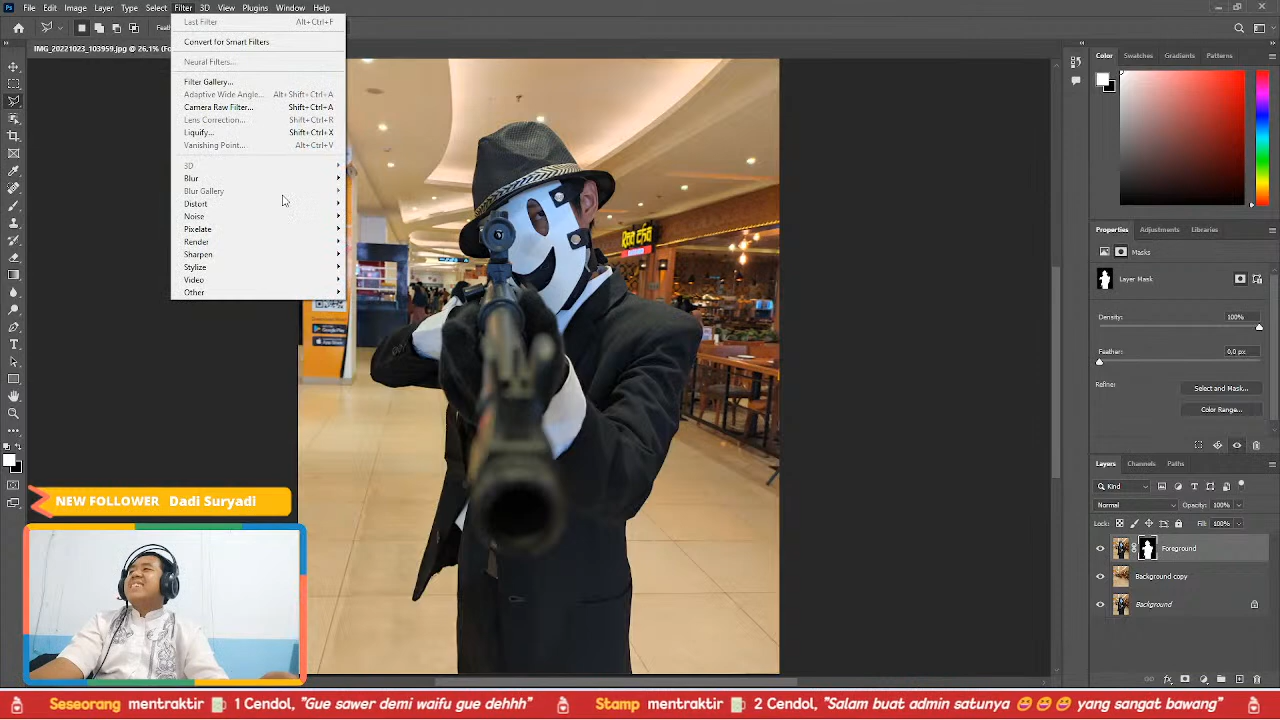 Ps File Edit Image Layer Type Select Filter 3D View Plugins Window Help
IMG_20221023_103959.jpg @ 26,1%
Last Filter Alt+Ctrl+F
Convert for Smart Filters
Neural Filters...
Filter Gallery...
Adaptive Wide Angle... Alt+Shift+Ctrl+A
Camera Raw Filter... Shift+Ctrl+A
Lens Correction... Shift+Ctrl+R
Liquify... Shift+Ctrl+X
Vanishing Point... Alt+Ctrl+V
3D
Blur
Blur Gallery
Distort
Noise
Pixelate
Render
Sharpen
Stylize
Video
Other
Color Swatches Gradients Patterns
Properties Adjustments Libraries
Masks
Layer Mask
Density: 100%
Feather: 0,0 px
Refine:
Select and Mask...
Color Range...
Layers Channels Paths
Kind
Normal Opacity: 100%
Lock: Fill: 100%
Foreground
Background copy
Background
NEW FOLLOWER Dadi Suryadi
Seseorang mentraktir 1 Cendol, "Gue sawer demi waifu gue dehhh" Stamp mentraktir 2 Cendol, "Salam buat admin satunya 😄😄😄 yang sangat bawang"